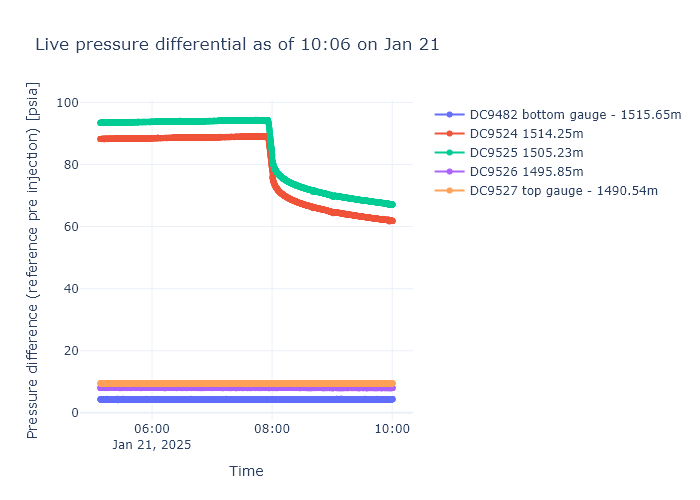 Live pressure differential as of 10:06 on Jan 21
Pressure difference (reference pre injection) [psia]
100
80
60
40
20
0
06:00
Jan 21, 2025
08:00
10:00
Time
DC9482 bottom gauge - 1515.65m
DC9524 1514.25m
DC9525 1505.23m
DC9526 1495.85m
DC9527 top gauge - 1490.54m